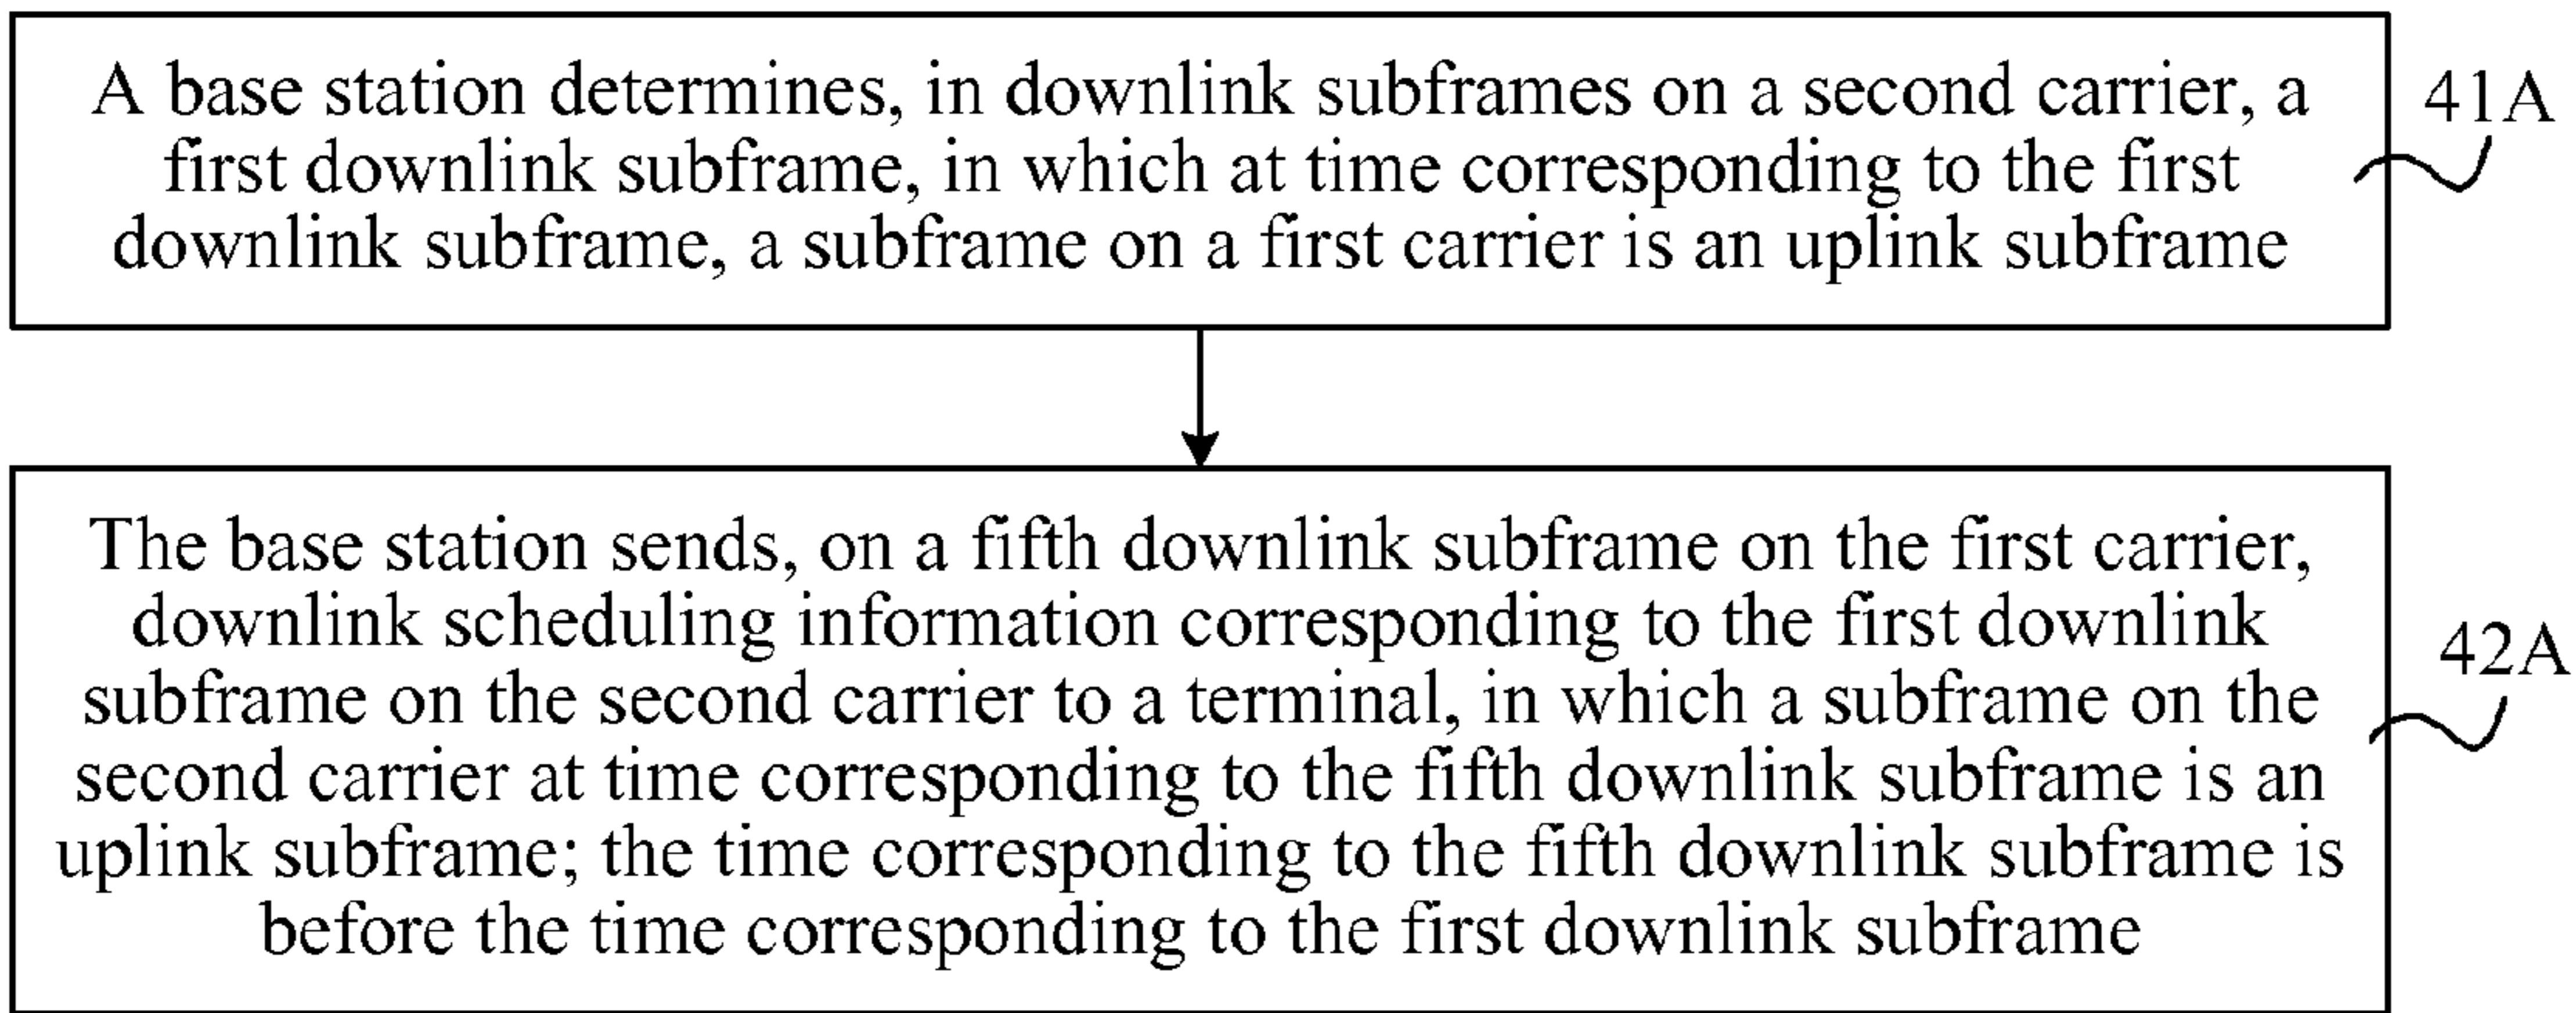 A base station determines, in downlink subframes on a second carrier, a
first downlink subframe, in which at time corresponding to the first
downlink subframe, a subframe on a first carrier is an uplink subframe
41A
The base station sends, on a fifth downlink subframe on the first carrier,
downlink scheduling information corresponding to the first downlink
subframe on the second carrier to a terminal, in which a subframe on the
second carrier at time corresponding to the fifth downlink subframe is an
uplink subframe; the time corresponding to the fifth downlink subframe is
before the time corresponding to the first downlink subframe
42A